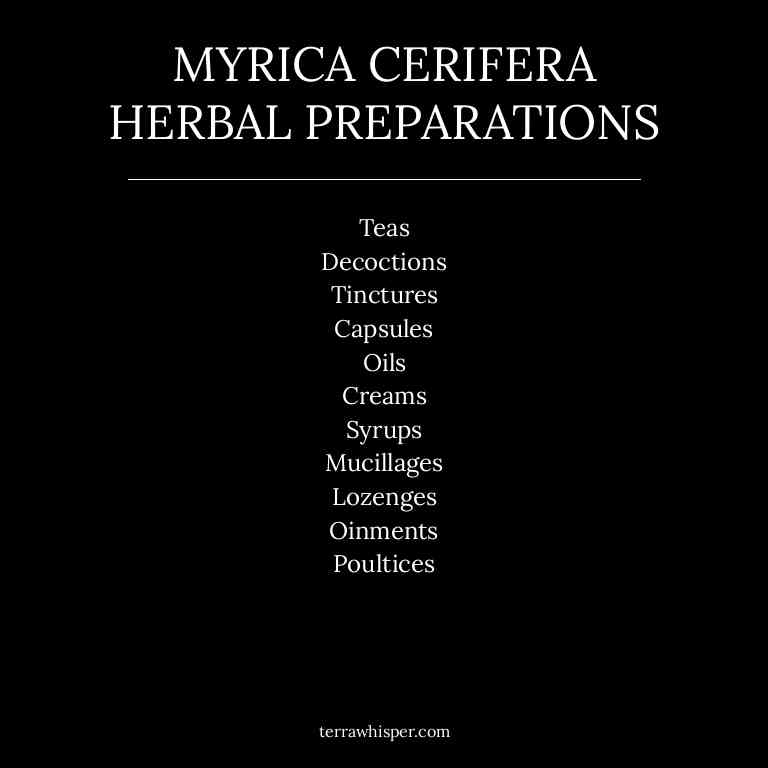 MYRICA CERIFERA
HERBAL PREPARATIONS
Teas
Decoctions
Tinctures
Capsules
Oils
Creams
Syrups
Mucillages
Lozenges
Oinments
Poultices
terrawhisper.com